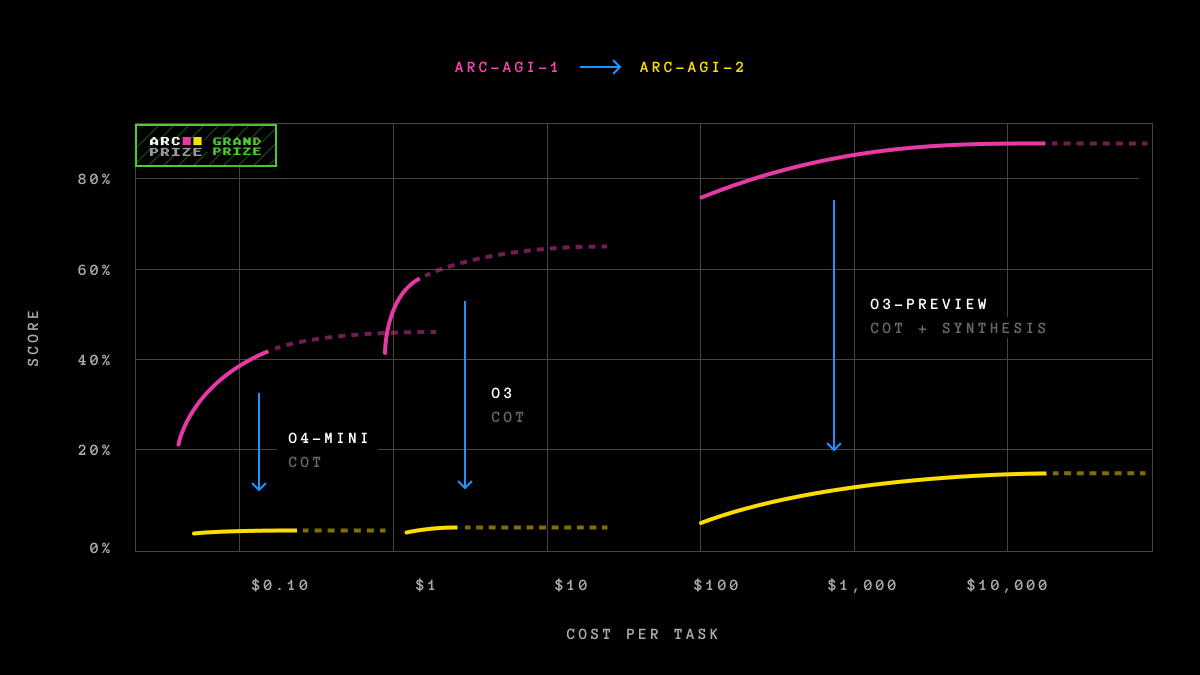 ARC-AGI-1 → ARC-AGI-2
ARC PRIZE
GRAND PRIZE
SCORE
80%
60%
40%
20%
0%
O4-MINI
COT
O3
COT
O3-PREVIEW
COT + SYNTHESIS
$0.10 $1 $10 $100 $1,000 $10,000
COST PER TASK